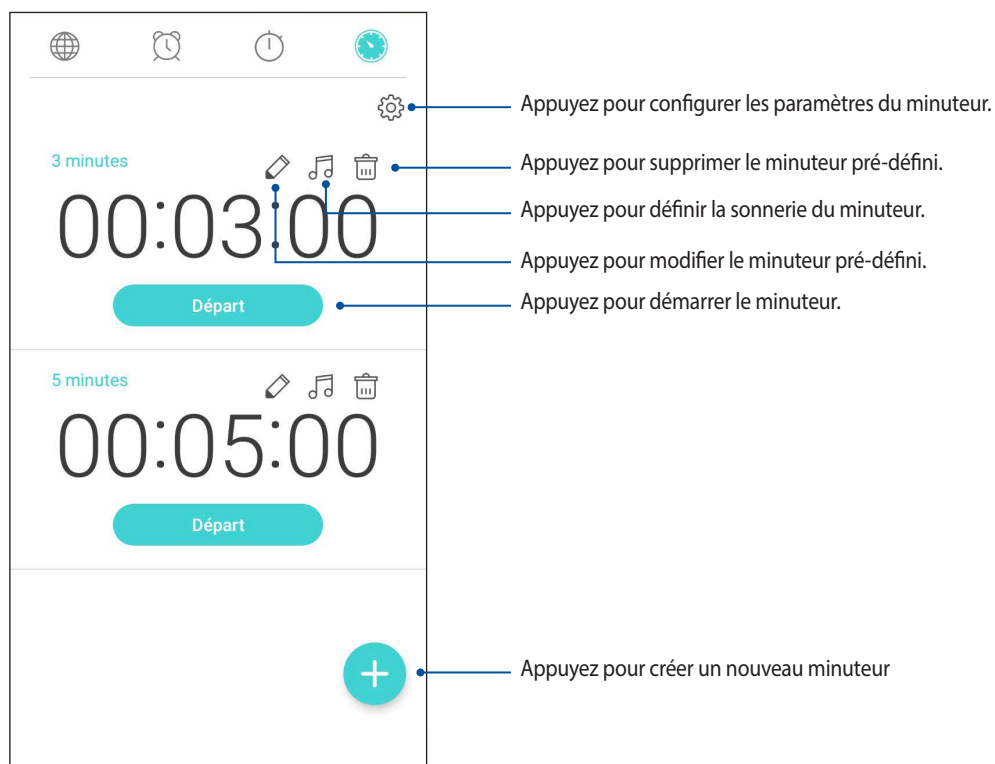 Appuyez pour configurer les paramètres du minuteur.
3 minutes
Appuyez pour supprimer le minuteur pré-défini.
00:03:00
Appuyez pour définir la sonnerie du minuteur.
Appuyez pour modifier le minuteur pré-défini.
Départ
Appuyez pour démarrer le minuteur.
5 minutes
00:05:00
Départ
Appuyez pour créer un nouveau minuteur